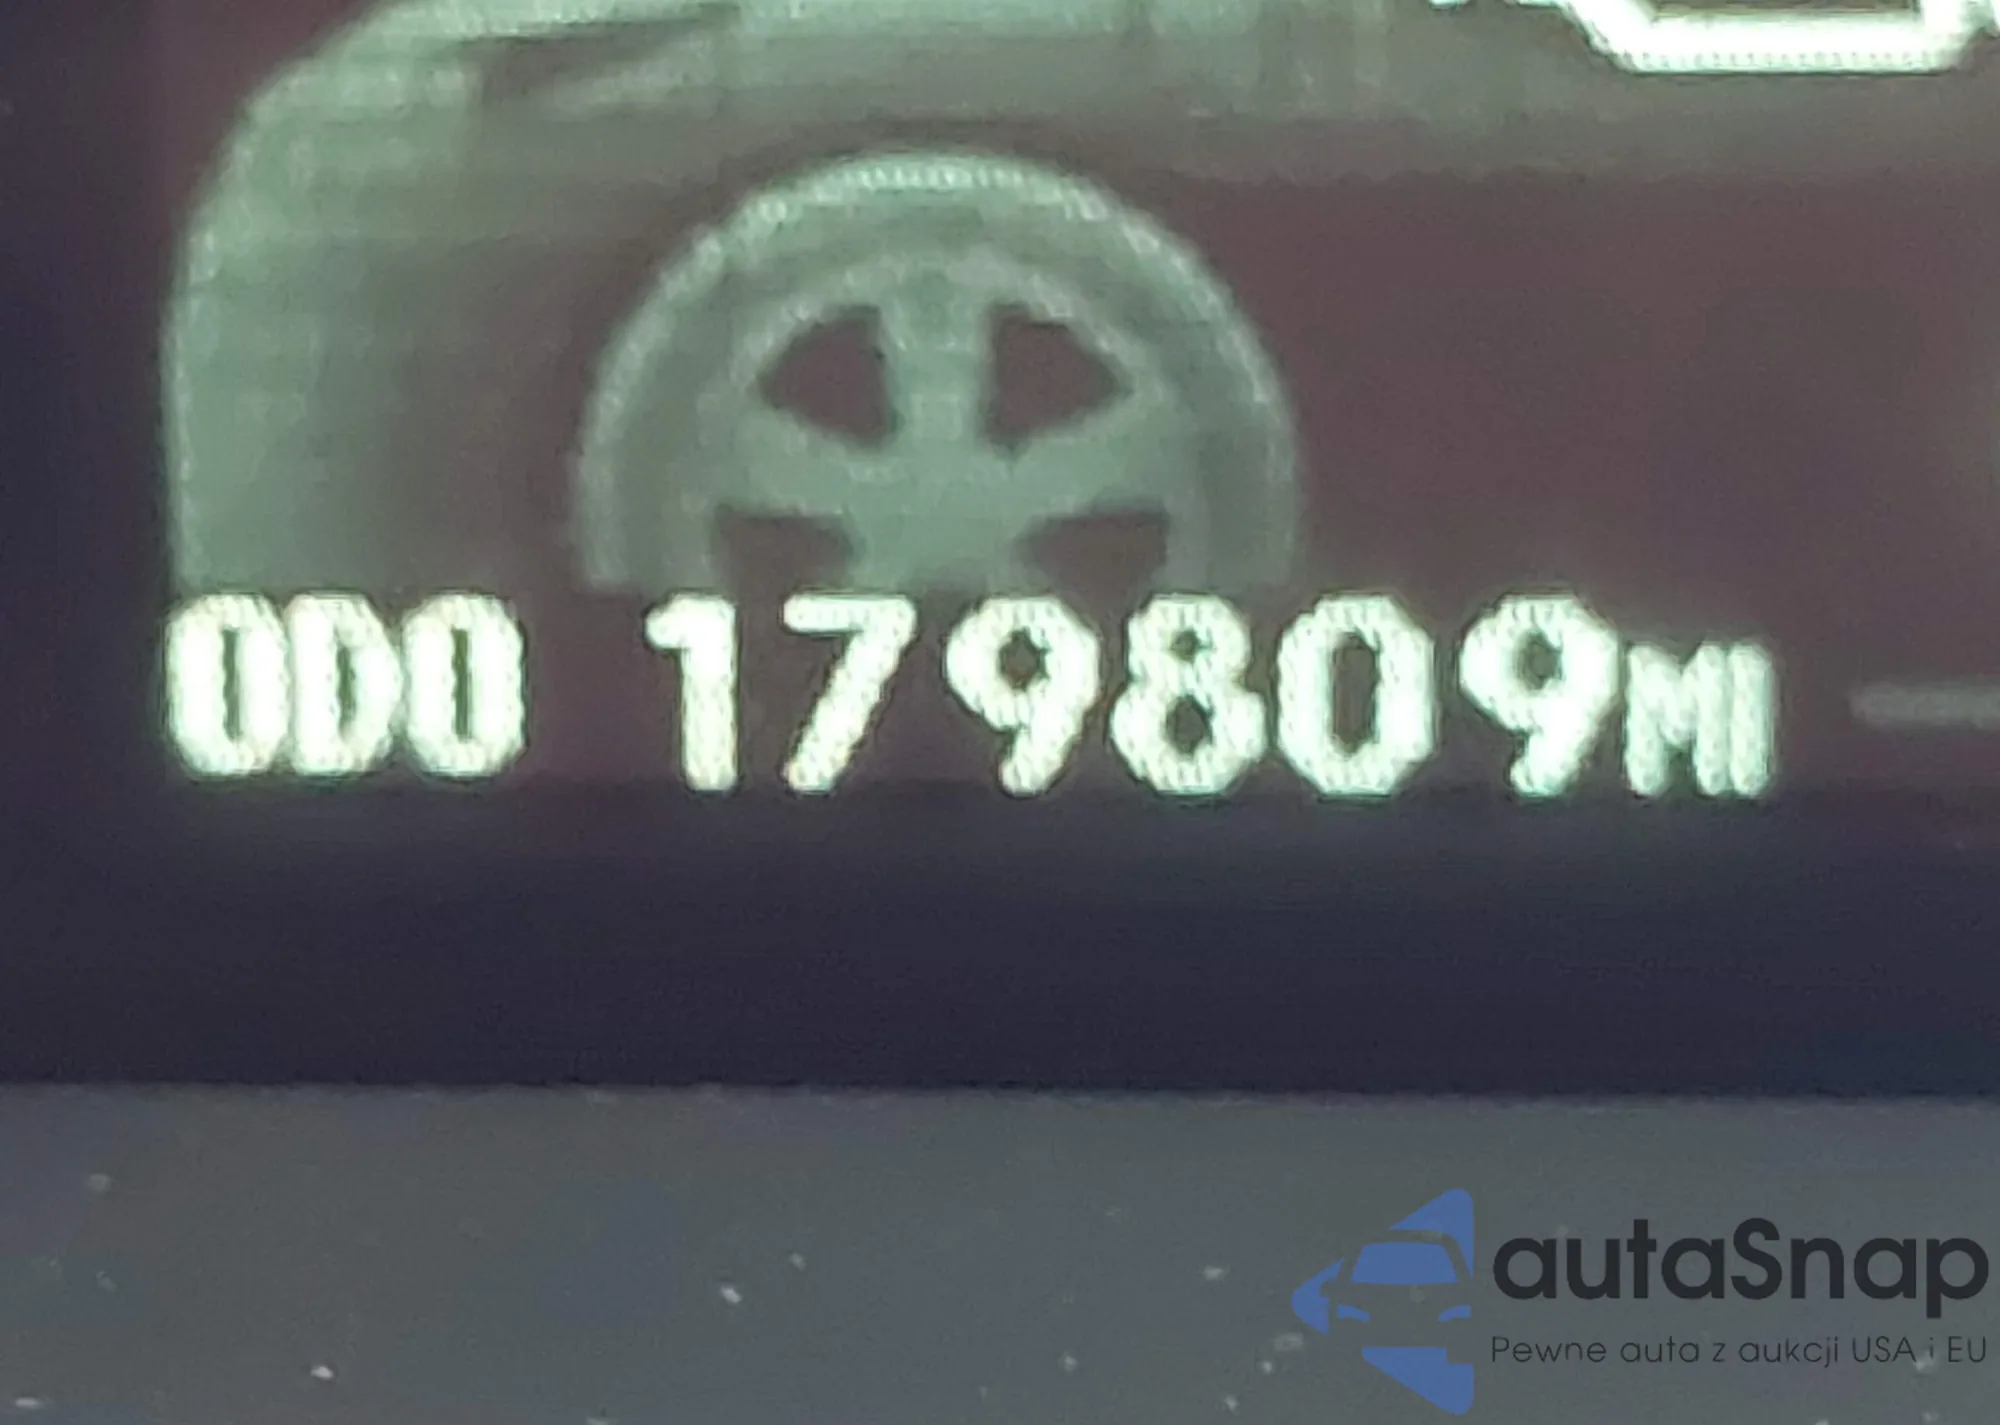 ODO 179809MI
autaSnap
Pewne auta z aukcji USA i EU